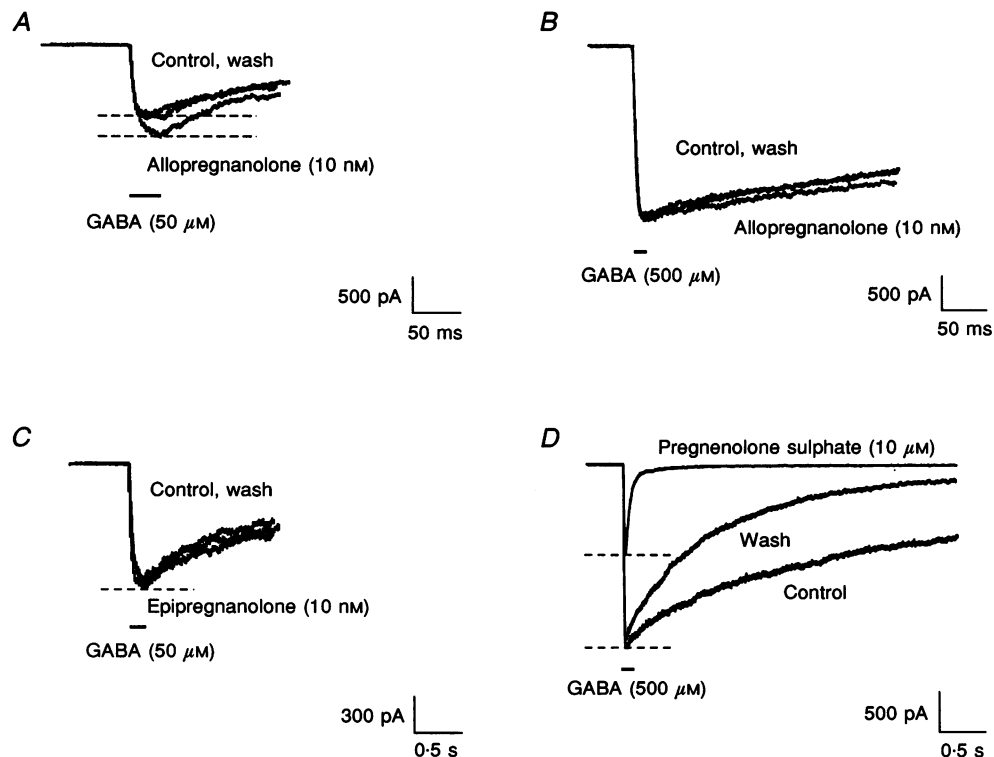 A
Control, wash
Allopregnanolone (10 nM)
GABA (50 μM)
500 pA
50 ms
B
Control, wash
Allopregnanolone (10 nM)
GABA (500 μM)
500 pA
50 ms
C
Control, wash
Epipregnanolone (10 nM)
GABA (50 μM)
300 pA
0·5 s
D
Pregnenolone sulphate (10 μM)
Wash
Control
GABA (500 μM)
500 pA
0·5 s